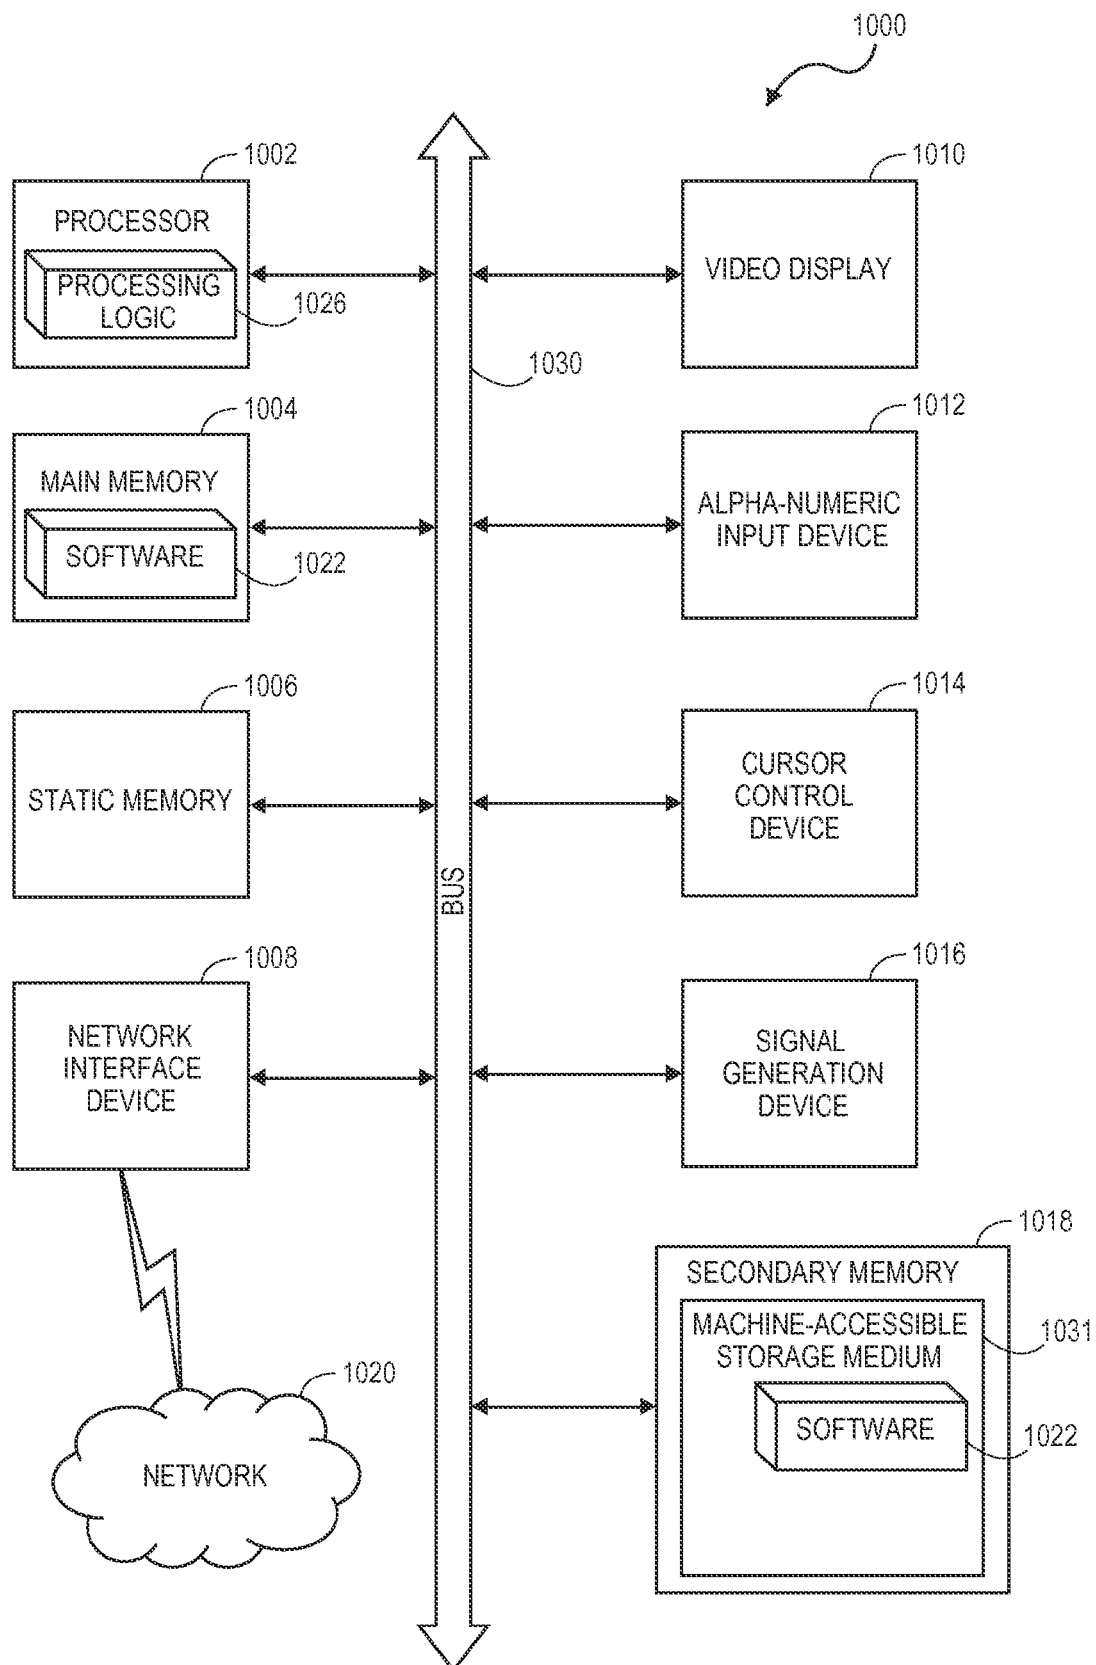 1000
1002
PROCESSOR
PROCESSING
LOGIC
1026
1010
VIDEO DISPLAY
1030
1004
MAIN MEMORY
SOFTWARE
1022
1012
ALPHA-NUMERIC
INPUT DEVICE
1006
STATIC MEMORY
1014
CURSOR
CONTROL
DEVICE
BUS
1008
NETWORK
INTERFACE
DEVICE
1016
SIGNAL
GENERATION
DEVICE
1018
SECONDARY MEMORY
MACHINE-ACCESSIBLE
STORAGE MEDIUM
1031
SOFTWARE
1022
1020
NETWORK